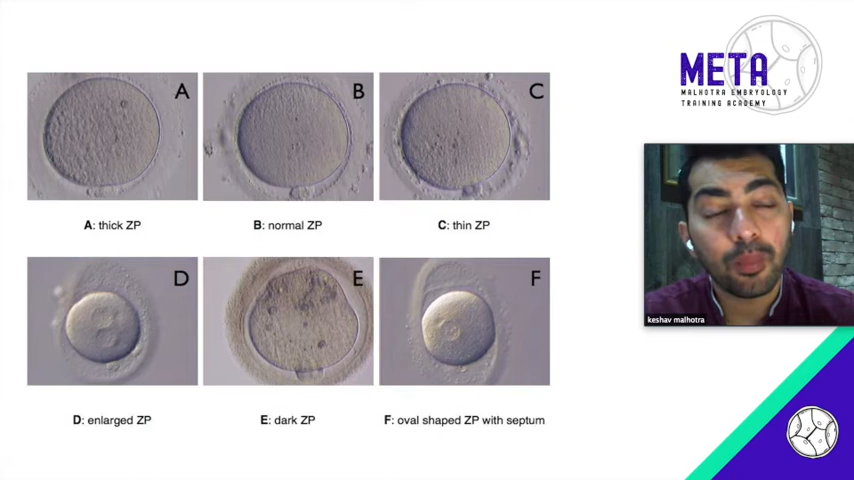 META
MALHOTRA EMBRYOLOGY
TRAINING ACADEMY
A
B
C
A: thick ZP
B: normal ZP
C: thin ZP
D
E
F
D: enlarged ZP
E: dark ZP
F: oval shaped ZP with septum
keshav malhotra